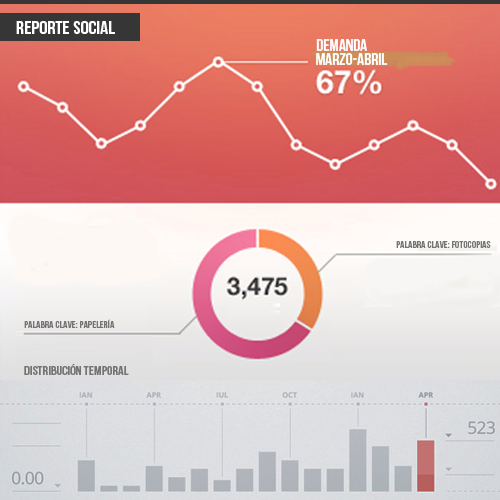 REPORTE SOCIAL
DEMANDA
MARZO-ABRIL
67%
PALABRA CLAVE: FOTOCOPIAS
3,475
PALABRA CLAVE: PAPELERÍA
DISTRIBUCIÓN TEMPORAL
IAN APR IUL OCT IAN APR
523
0.00